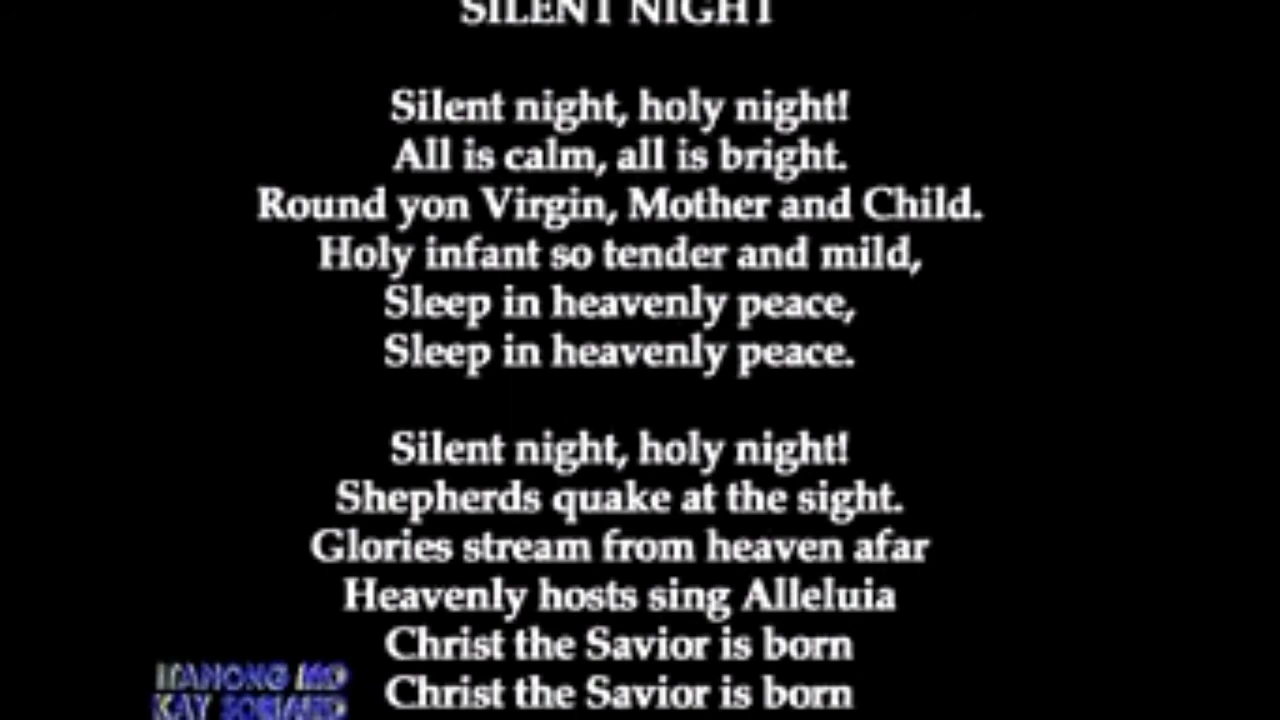 SILENT NIGHT
Silent night, holy night!
All is calm, all is bright.
Round yon Virgin, Mother and Child.
Holy infant so tender and mild,
Sleep in heavenly peace,
Sleep in heavenly peace.
Silent night, holy night!
Shepherds quake at the sight.
Glories stream from heaven afar
Heavenly hosts sing Alleluia
Christ the Savior is born
Christ the Savior is born
MO
KAY